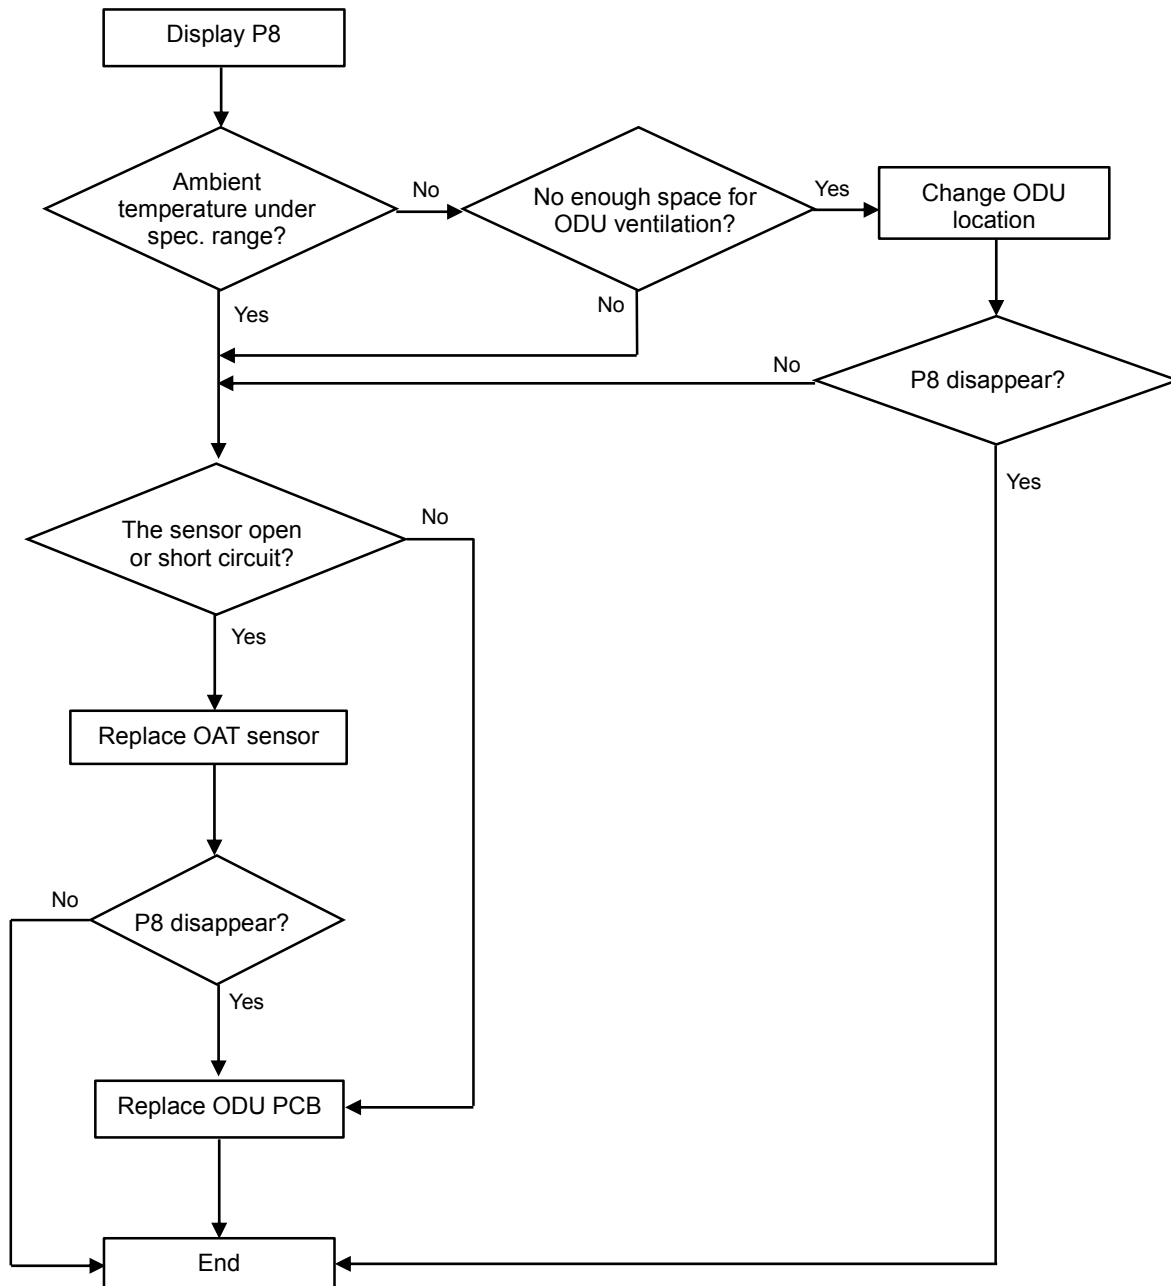 Display P8
Ambient
temperature under
spec. range?
No
No enough space for
ODU ventilation?
Yes
Change ODU
location
Yes
No
No
P8 disappear?
Yes
The sensor open
or short circuit?
No
Yes
Replace OAT sensor
No
P8 disappear?
Yes
Replace ODU PCB
End